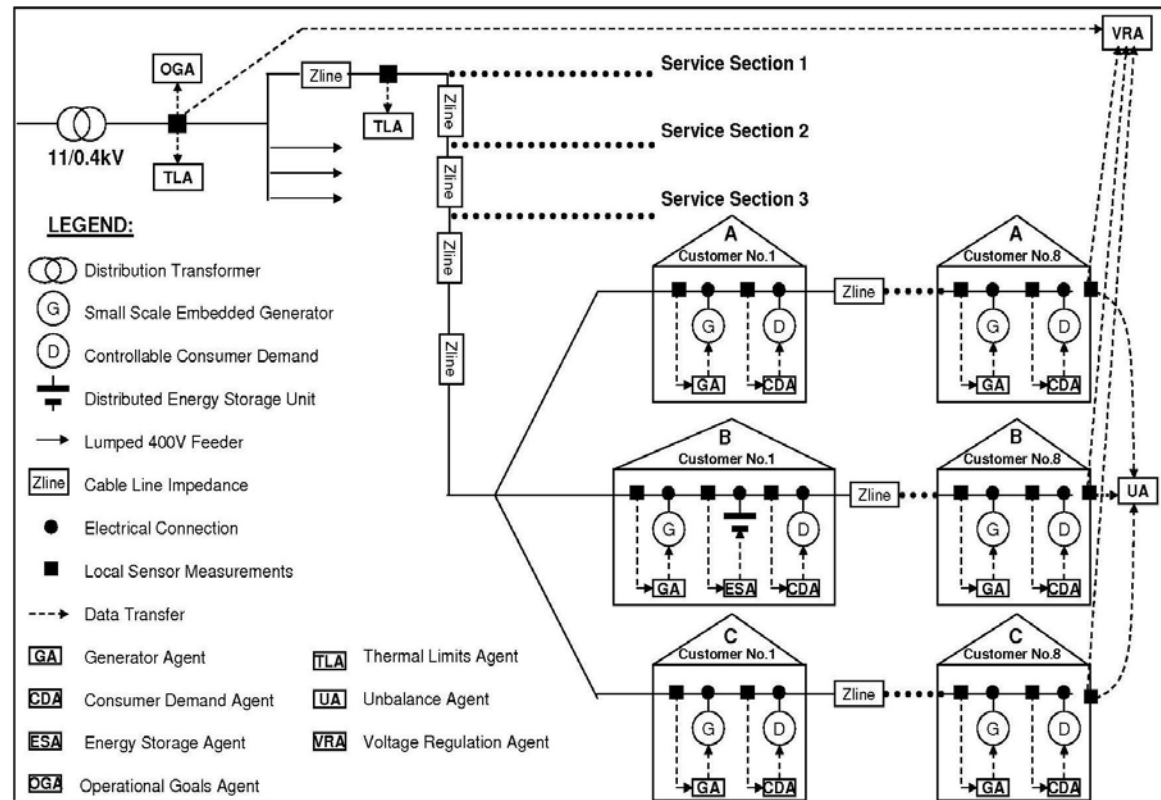 VRA
OGA
Zline
Service Section 1
TLA
Zline
11/0.4kV
TLA
Service Section 2
Zline
Service Section 3
Zline
Zline
LEGEND:
Distribution Transformer
G Small Scale Embedded Generator
D Controllable Consumer Demand
Distributed Energy Storage Unit
Lumped 400V Feeder
Zline Cable Line Impedance
Electrical Connection
Local Sensor Measurements
Data Transfer
GA Generator Agent
CDA Consumer Demand Agent
ESA Energy Storage Agent
OGA Operational Goals Agent
TLA Thermal Limits Agent
UA Unbalance Agent
VRA Voltage Regulation Agent
A
Customer No.1
G D
GA CDA
Zline
A
Customer No.8
G D
GA CDA
B
Customer No.1
G D
GA ESA CDA
Zline
B
Customer No.8
G D
GA CDA
UA
C
Customer No.1
G D
GA CDA
Zline
C
Customer No.8
G D
GA CDA